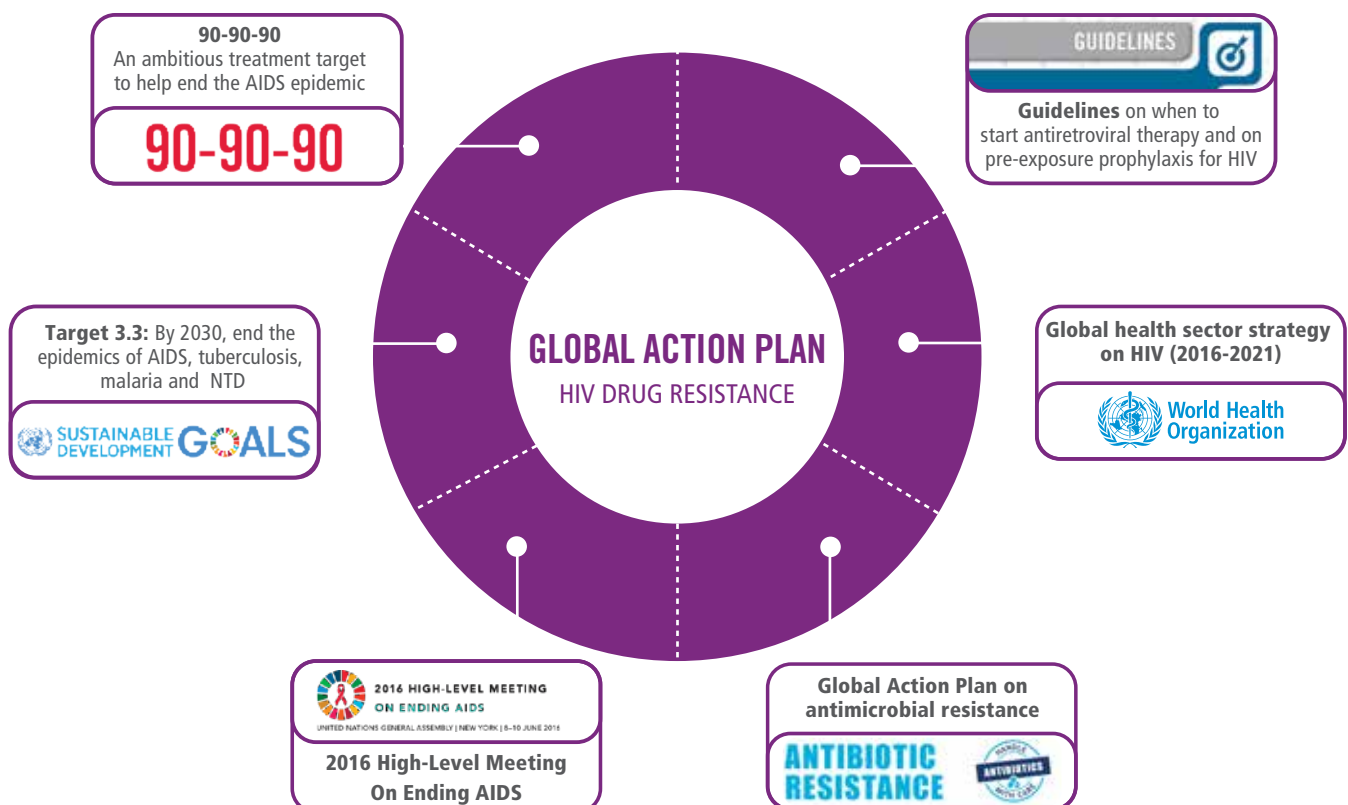 90-90-90
An ambitious treatment target
to help end the AIDS epidemic
90-90-90
GUIDELINES
Guidelines on when to
start antiretroviral therapy and on
pre-exposure prophylaxis for HIV
Target 3.3: By 2030, end the
epidemics of AIDS, tuberculosis,
malaria and NTD
SUSTAINABLE
DEVELOPMENT GOALS
GLOBAL ACTION PLAN
HIV DRUG RESISTANCE
Global health sector strategy
on HIV (2016-2021)
World Health
Organization
2016 HIGH-LEVEL MEETING
ON ENDING AIDS
UNITED NATIONS GENERAL ASSEMBLY | NEW YORK | 8-10 JUNE 2016
2016 High-Level Meeting
On Ending AIDS
Global Action Plan on
antimicrobial resistance
ANTIBIOTIC
RESISTANCE
HANDLE
ANTIBIOTICS
WITH CARE